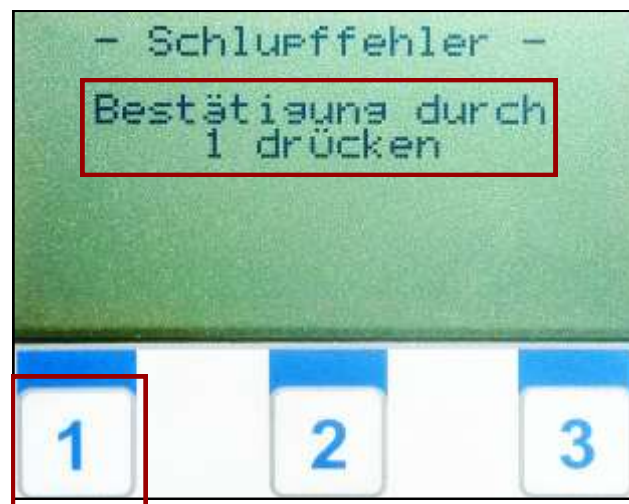 - Schlupffehler -
Bestätigung durch
1 drücken
1 2 3